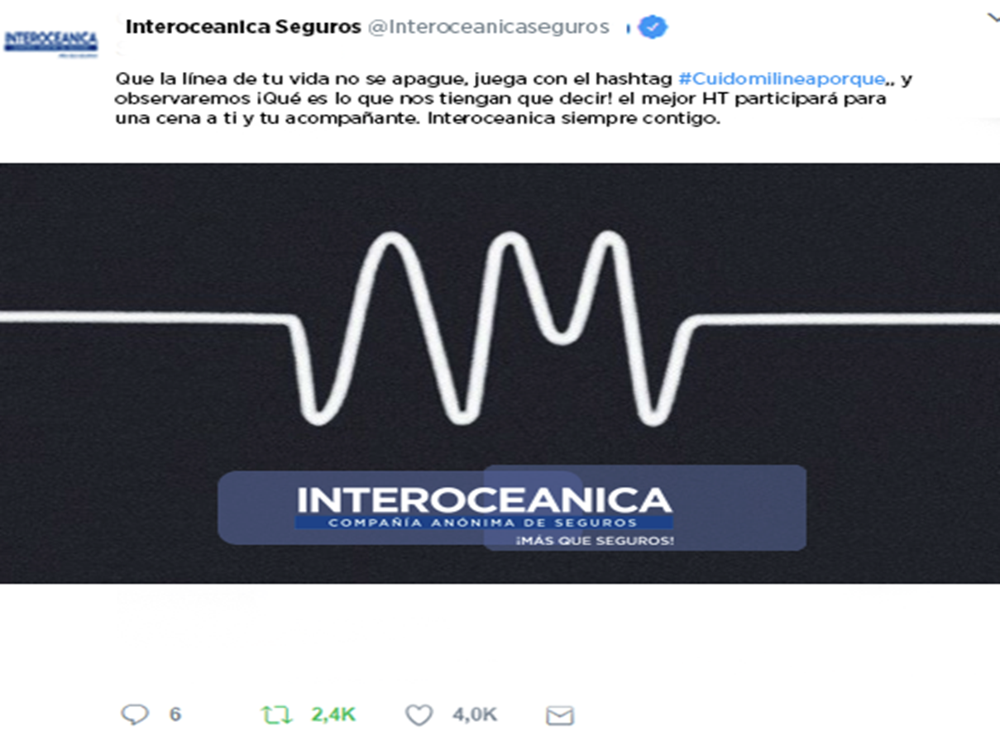 INTEROCEANICA
Interoceanica Seguros @Interoceanicaseguros
Que la línea de tu vida no se apague, juega con el hashtag #Cuidomilineaporque,, y
observaremos ¡Qué es lo que nos tiengan que decir! el mejor HT participará para
una cena a ti y tu acompañante. Interoceanica siempre contigo.
INTEROCEANICA
COMPAÑÍA ANÓNIMA DE SEGUROS
¡MÁS QUE SEGUROS!
6 2,4K 4,0K